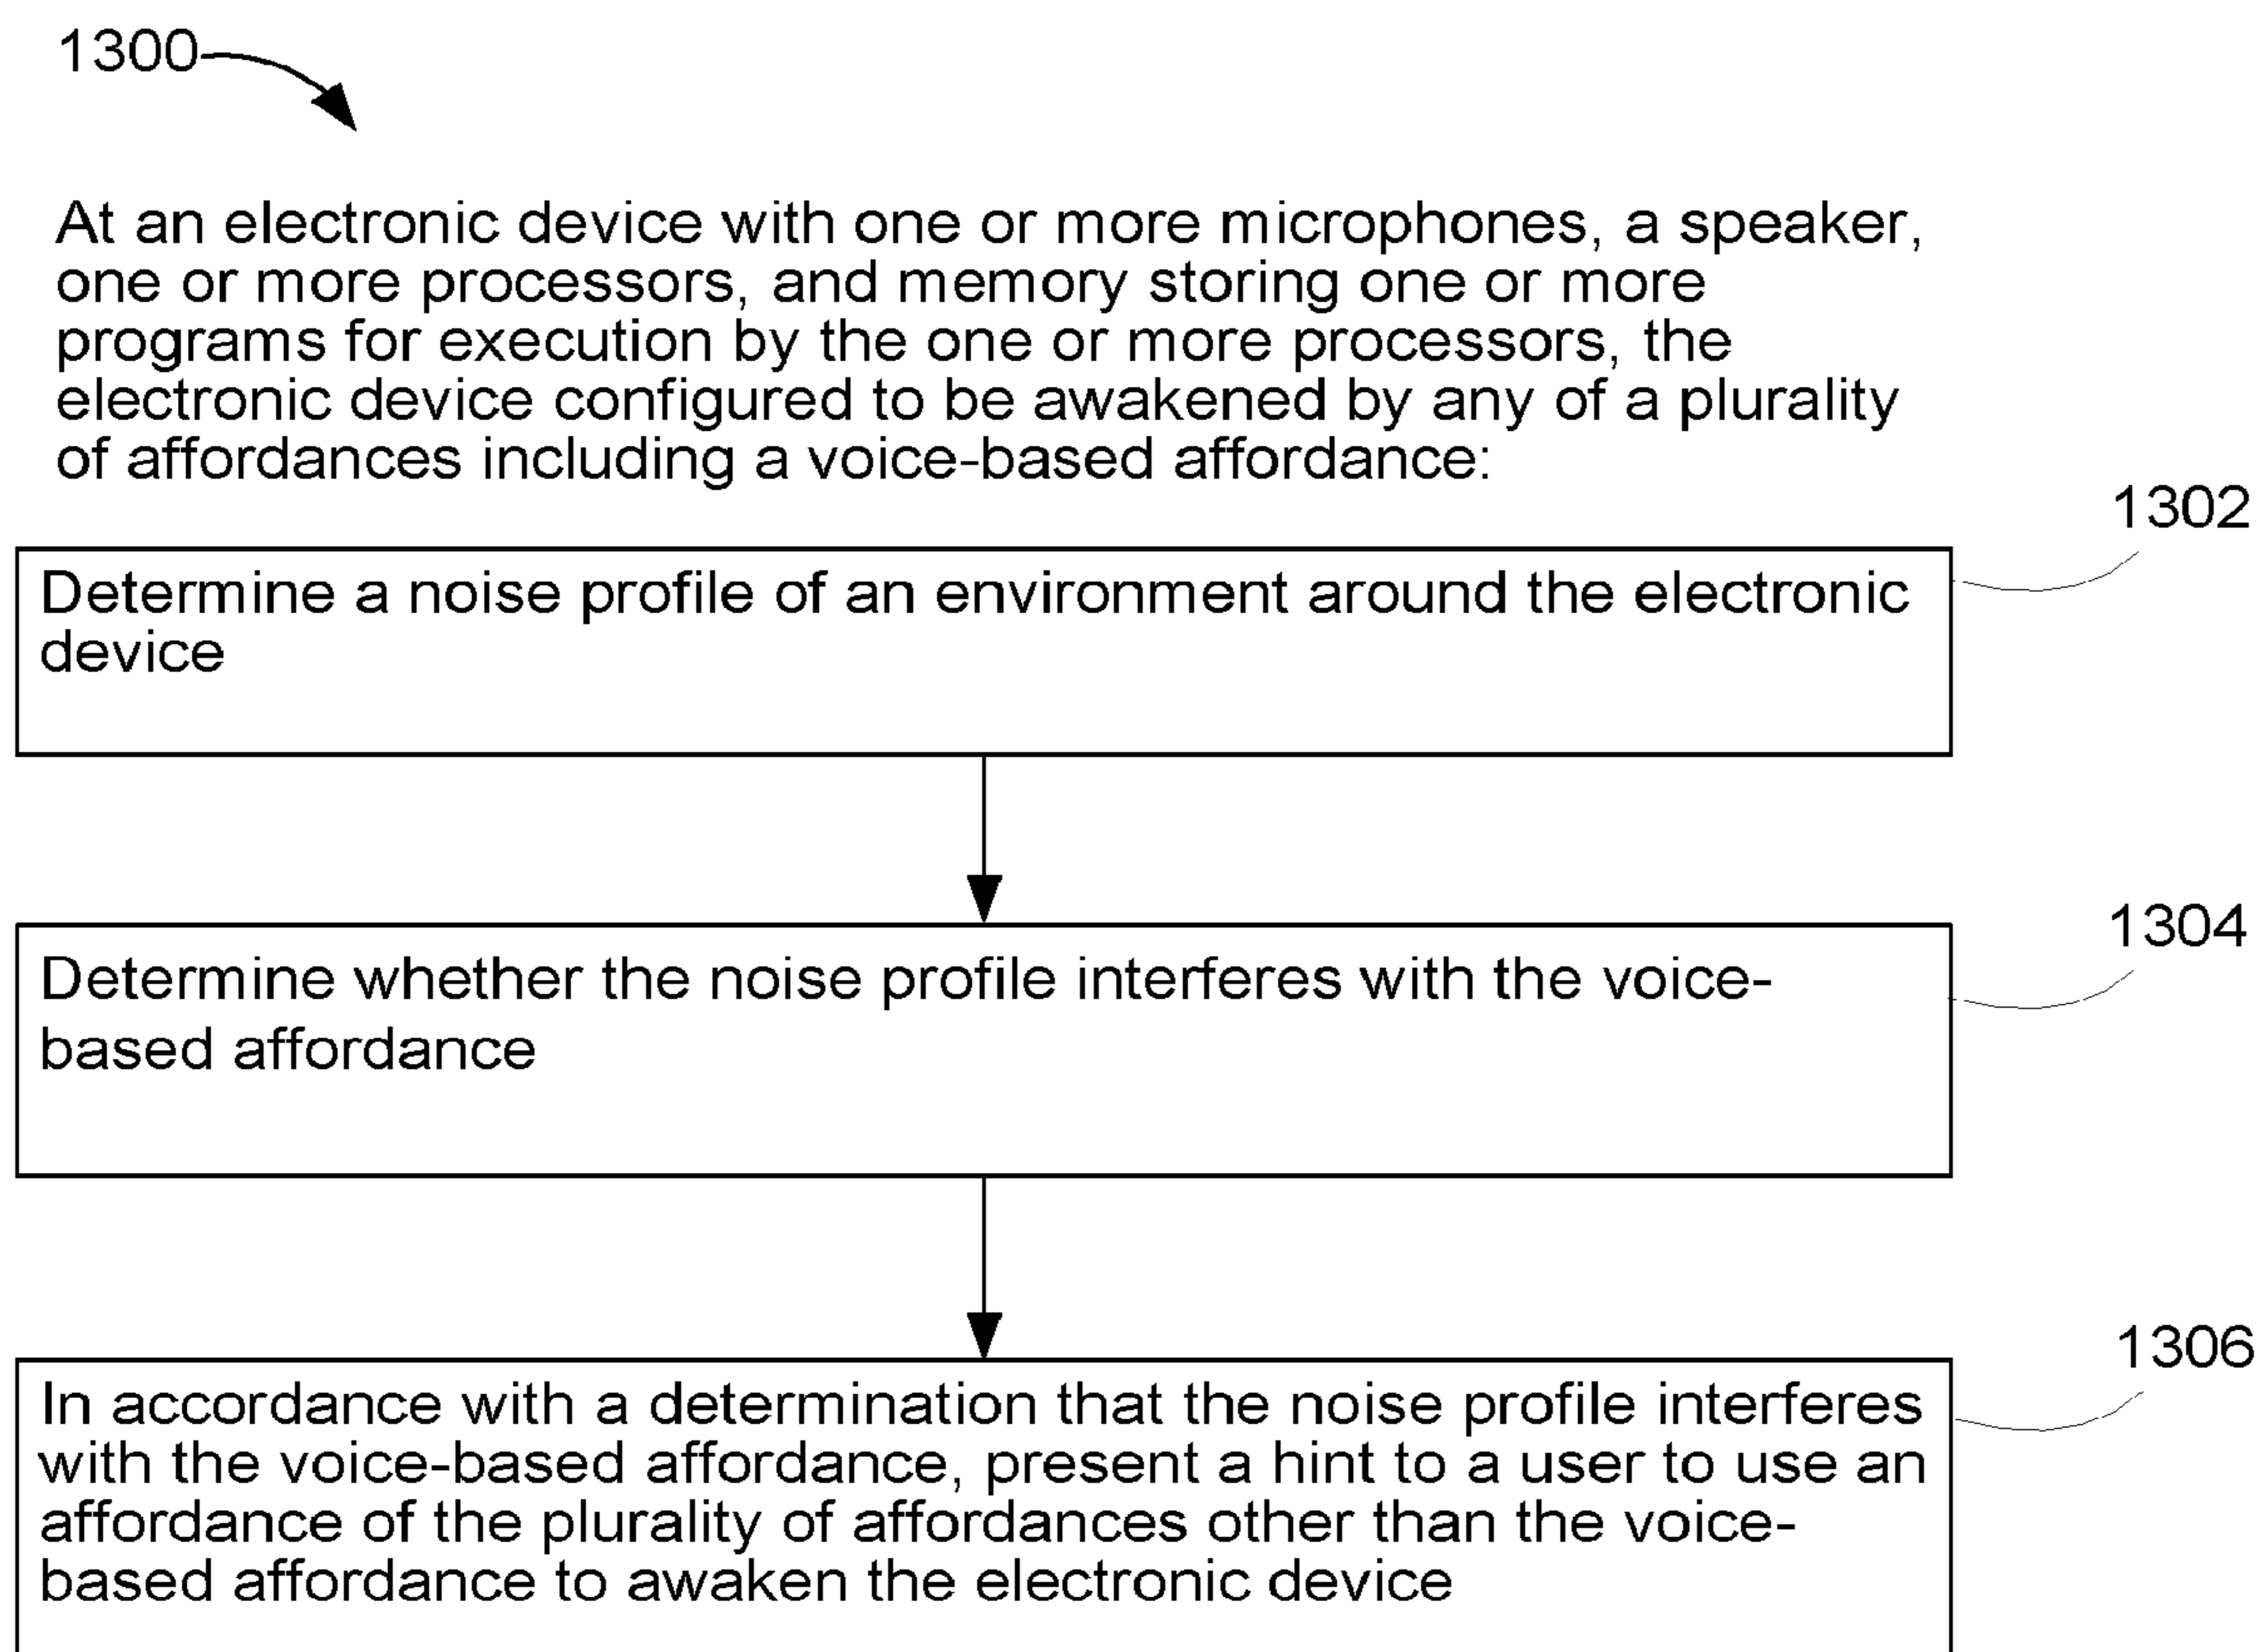 1300
At an electronic device with one or more microphones, a speaker,
one or more processors, and memory storing one or more
programs for execution by the one or more processors, the
electronic device configured to be awakened by any of a plurality
of affordances including a voice-based affordance:
1302
Determine a noise profile of an environment around the electronic
device
1304
Determine whether the noise profile interferes with the voice-
based affordance
1306
In accordance with a determination that the noise profile interferes
with the voice-based affordance, present a hint to a user to use an
affordance of the plurality of affordances other than the voice-
based affordance to awaken the electronic device